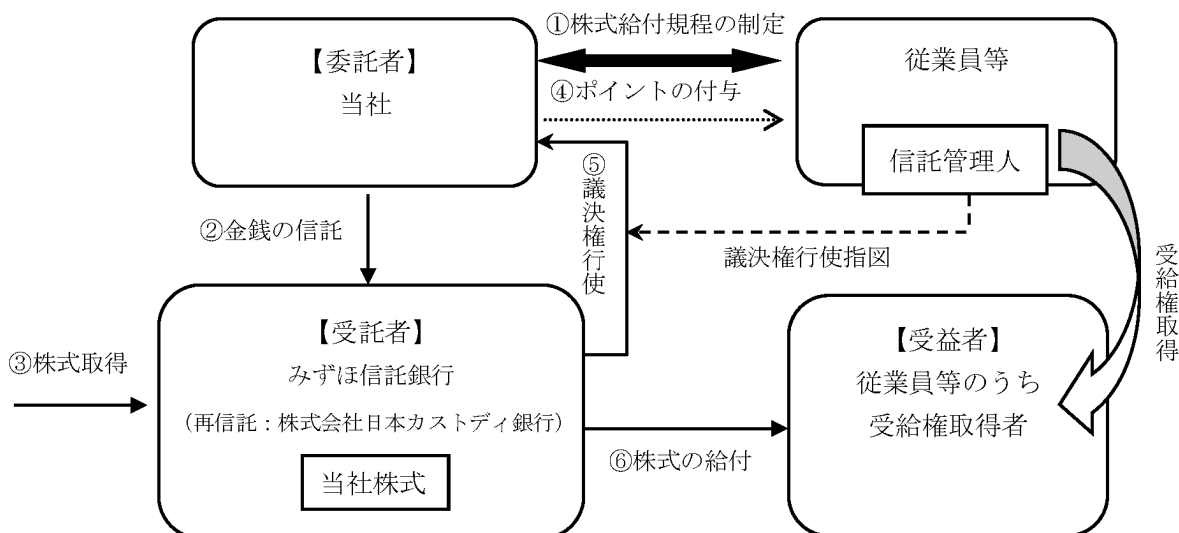 ①株式給付規程の制定
【委託者】
当社
従業員等
④ポイントの付与
信託管理人
⑤議決権行使
②金銭の信託
議決権行使指図
受給権取得
【受託者】
みずほ信託銀行
(再信託：株式会社日本カストディ銀行)
当社株式
③株式取得
【受益者】
従業員等のうち
受給権取得者
⑥株式の給付